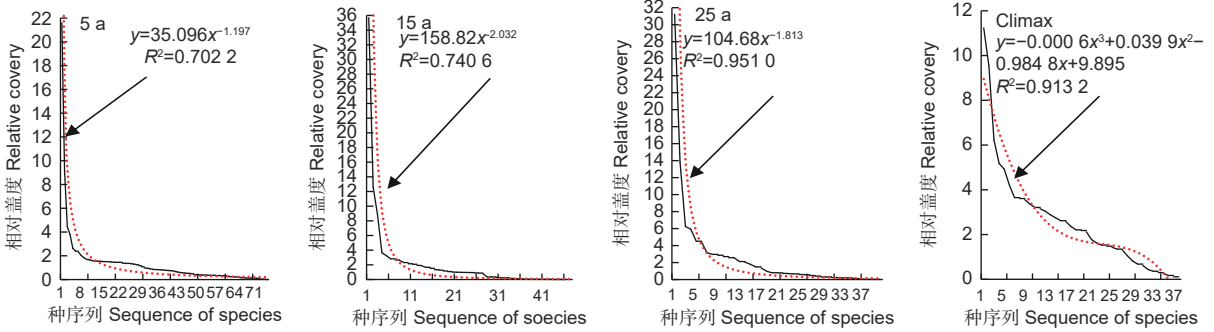 5 a
y=35.096x⁻¹·¹⁹⁷
R²=0.702 2
22
20
18
16
14
12
10
8
6
4
2
0
1 8 15 22 29 36 43 50 57 64 71
相对盖度 Relative covery
种序列 Sequence of species
15 a
y=158.82x⁻²·⁰³²
R²=0.740 6
36
34
32
30
28
26
24
22
20
18
16
14
12
10
8
6
4
2
0
1 11 21 31 41
相对盖度 Relative covery
种序列 Sequence of soecies
25 a
y=104.68x⁻¹·⁸¹³
R²=0.951 0
32
30
28
26
24
22
20
18
16
14
12
10
8
6
4
2
0
1 5 9 13 17 21 25 29 33 37
相对盖度 Relative covery
种序列 Sequence of species
Climax
y=−0.000 6x³+0.039 9x²−
0.984 8x+9.895
R²=0.913 2
12
10
8
6
4
2
0
1 5 9 13 17 21 25 29 33 37
相对盖度 Relative covery
种序列 Sequence of species